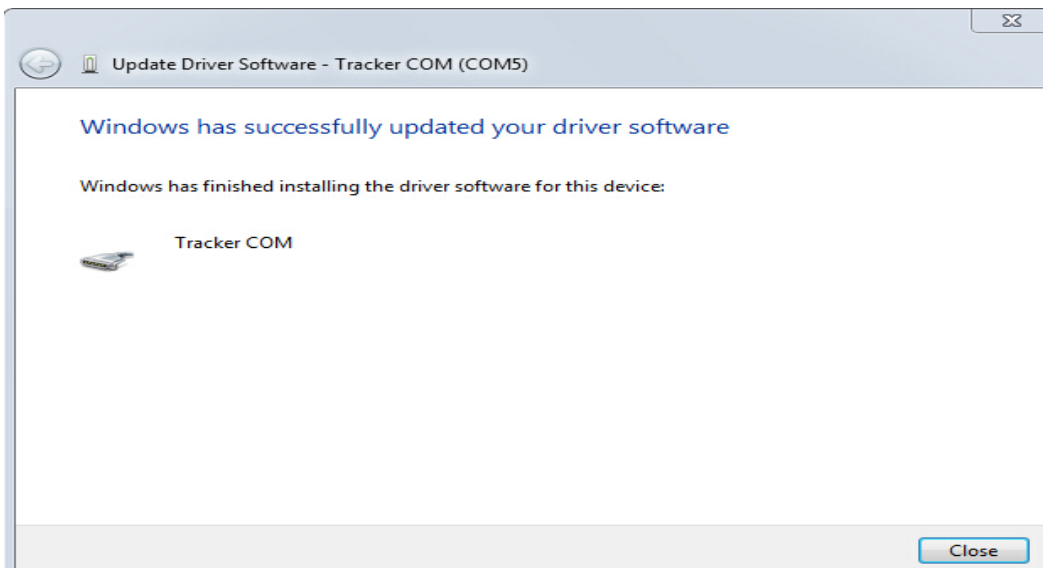 Update Driver Software - Tracker COM (COM5)
Windows has successfully updated your driver software
Windows has finished installing the driver software for this device:
Tracker COM
Close